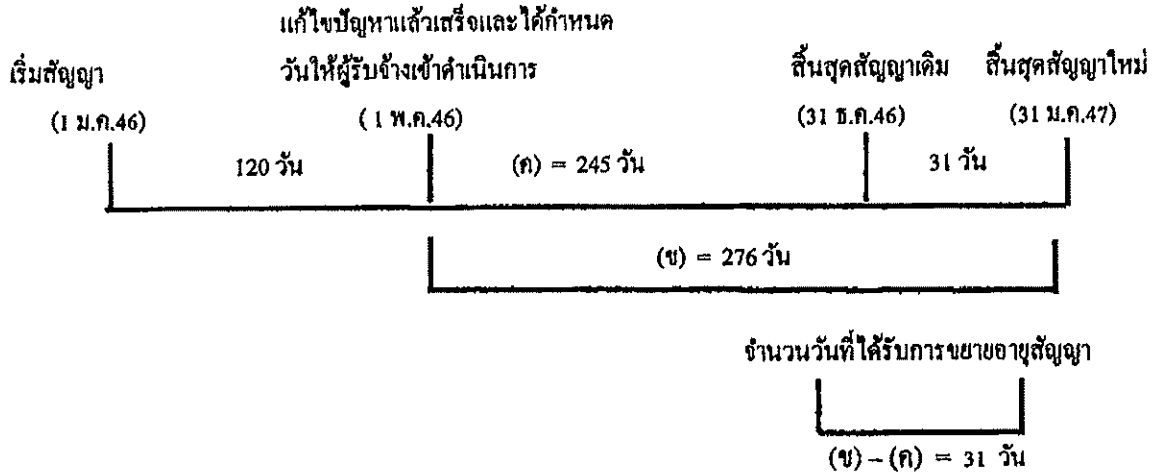 แก้ไขปัญหาแล้วเสร็จและได้กำหนด
เริ่มสัญญา วันให้ผู้รับจ้างเข้าดำเนินการ สิ้นสุดสัญญาเดิม สิ้นสุดสัญญาใหม่
(1 ม.ค.46) ( 1 พ.ค.46) (31 ธ.ค.46) (31 ม.ค.47)
120 วัน (ค) = 245 วัน 31 วัน
(ข) = 276 วัน
จำนวนวันที่ได้รับการขยายอายุสัญญา
(ข) – (ค) = 31 วัน